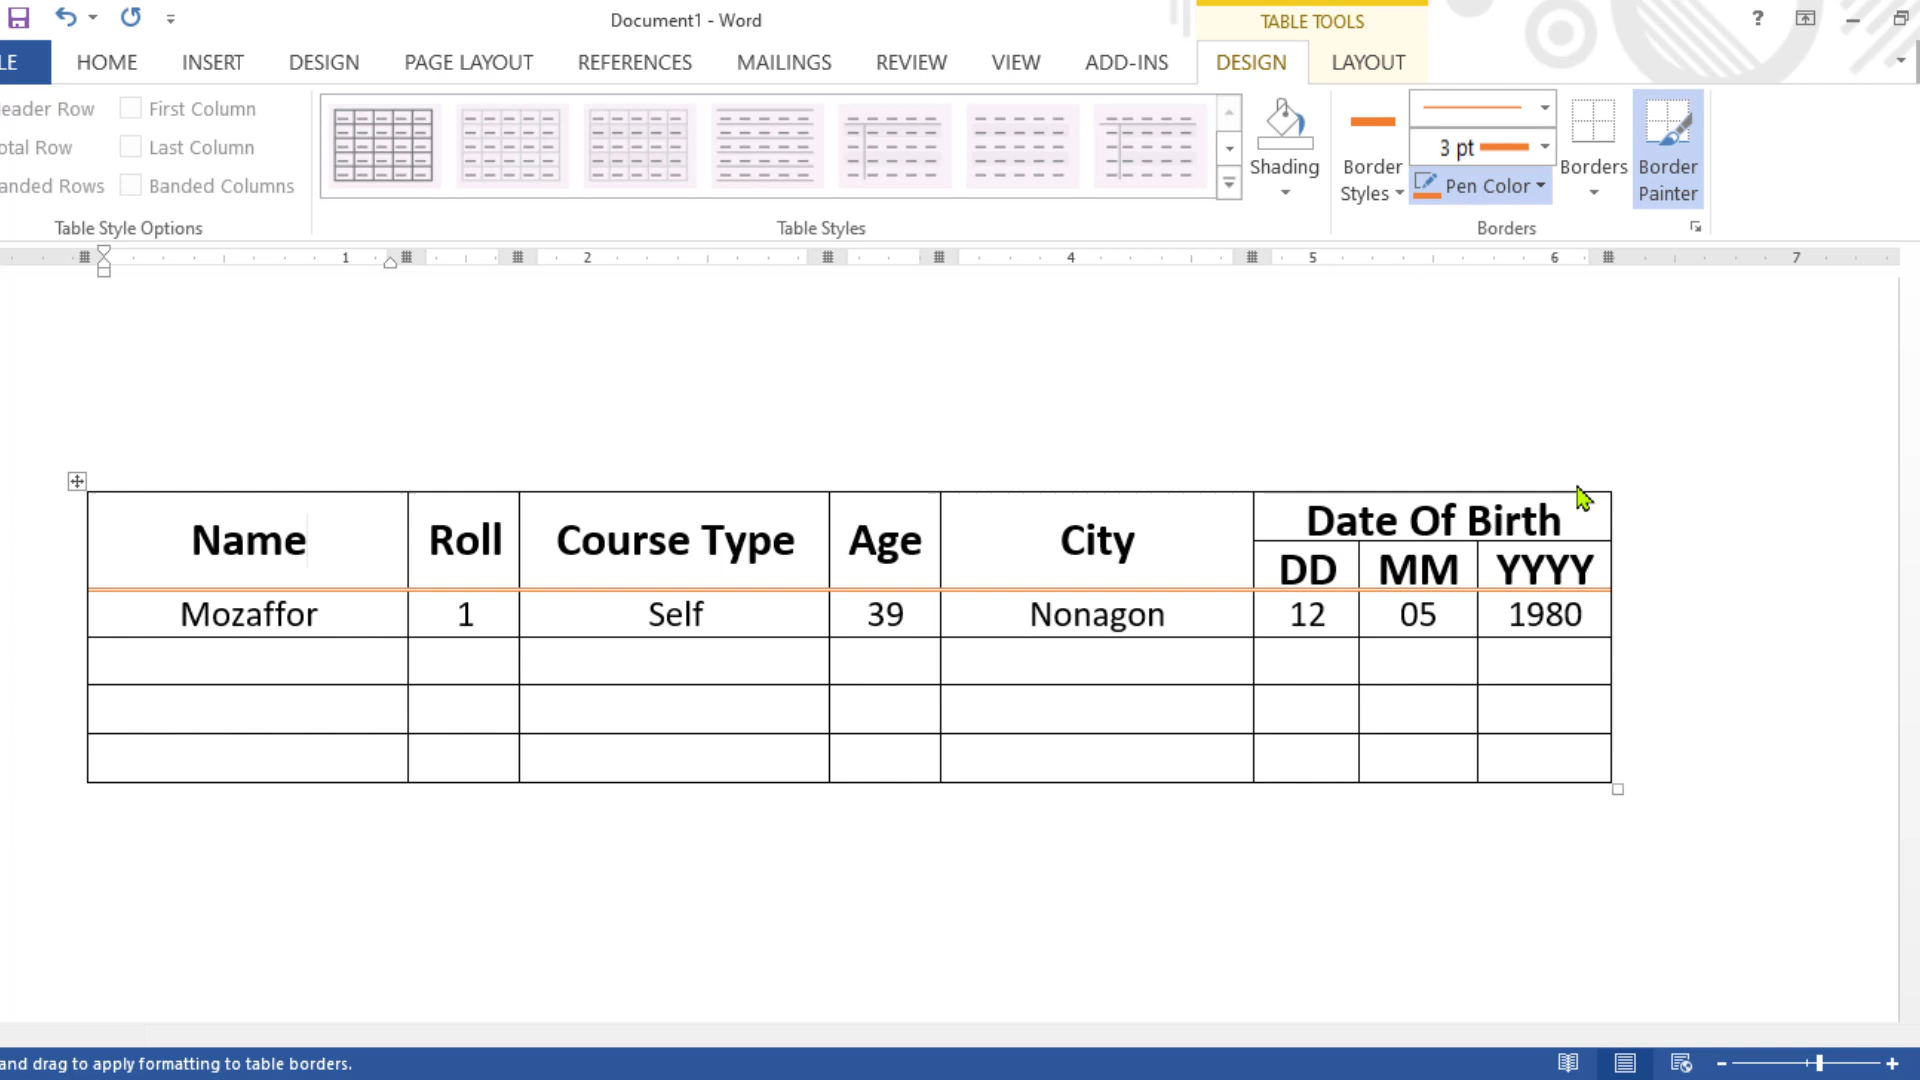 Document1 - Word
TABLE TOOLS
?
LE
HOME
INSERT
DESIGN
PAGE LAYOUT
REFERENCES
MAILINGS
REVIEW
VIEW
ADD-INS
DESIGN
LAYOUT
eader Row
First Column
otal Row
Last Column
anded Rows
Banded Columns
Table Style Options
Table Styles
Shading
Border
Styles
3 pt
Pen Color
Borders
Border
Painter
Borders
1 2 4 5 6 7
Name Roll Course Type Age City Date Of Birth
DD MM YYYY
Mozaffor 1 Self 39 Nonagon 12 05 1980
and drag to apply formatting to table borders.